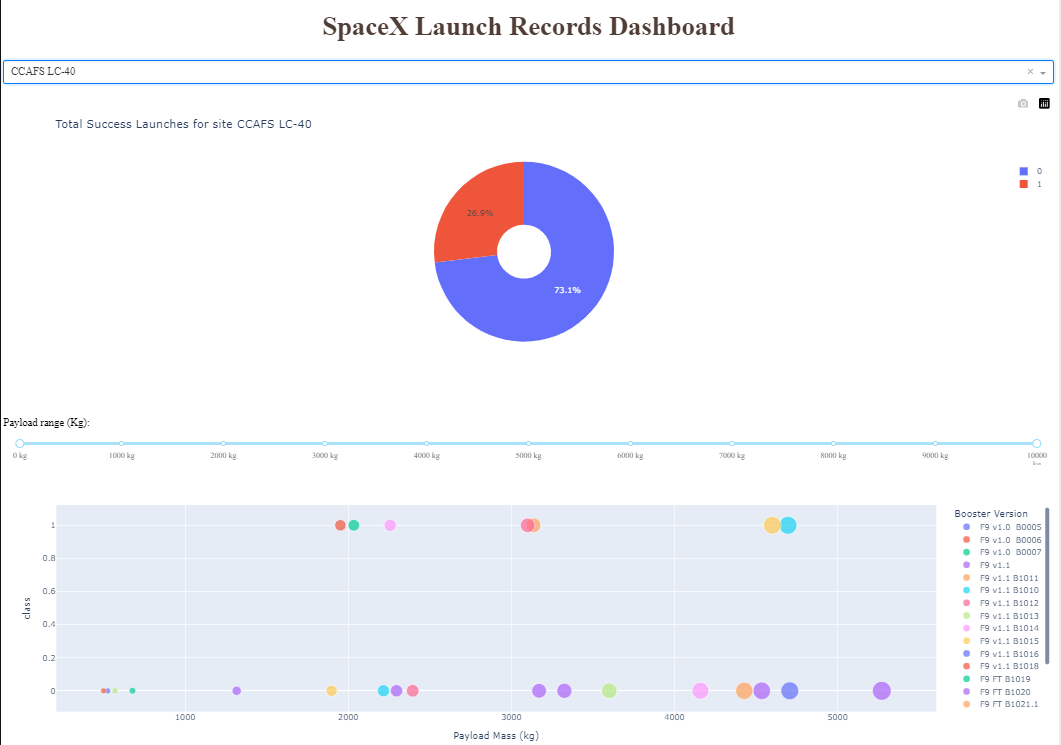 SpaceX Launch Records Dashboard
CCAFS LC-40
Total Success Launches for site CCAFS LC-40
0
1
26.9%
73.1%
Payload range (Kg):
0 kg 1000 kg 2000 kg 3000 kg 4000 kg 5000 kg 6000 kg 7000 kg 8000 kg 9000 kg 10000
1
0.8
0.6
0.4
0.2
0
class
1000 2000 3000 4000 5000
Payload Mass (kg)
Booster Version
F9 v1.0  B0005
F9 v1.0  B0006
F9 v1.0  B0007
F9 v1.1
F9 v1.1 B1011
F9 v1.1 B1010
F9 v1.1 B1012
F9 v1.1 B1013
F9 v1.1 B1014
F9 v1.1 B1015
F9 v1.1 B1016
F9 v1.1 B1018
F9 FT B1019
F9 FT B1020
F9 FT B1021.1